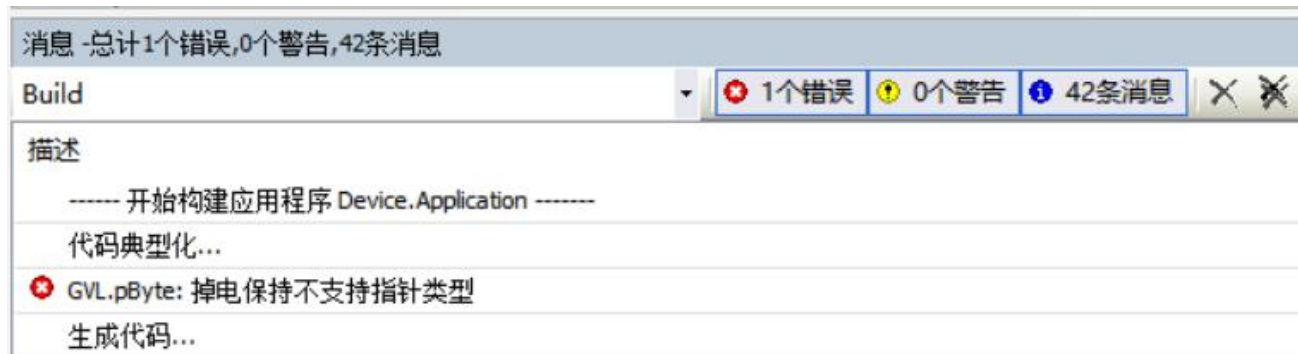 消息 -总计1个错误,0个警告,42条消息
Build 1个错误 0个警告 42条消息
描述
------ 开始构建应用程序 Device.Application -------
代码典型化...
GVL.pByte: 掉电保持不支持指针类型
生成代码...